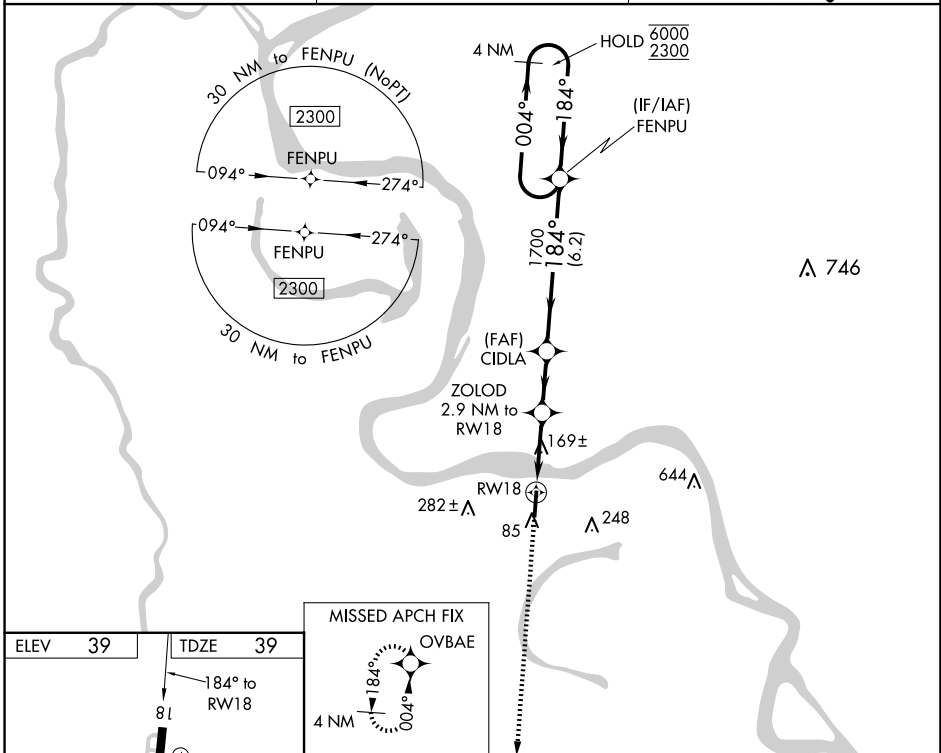 30 NM to FENPU (NoPT)
2300
FENPU
094°
274°
094°
274°
FENPU
2300
30 NM to FENPU
4 NM
HOLD 6000
2300
004°
184°
(IF/IAF)
FENPU
1700
184°
(6.2)
746
(FAF)
CIDLA
ZOLOD
2.9 NM to
RW18
169±
RW18
282±
85
248
644
MISSED APCH FIX
OVBAE
184°
004°
4 NM
ELEV 39
TDZE 39
184° to
RW18
18